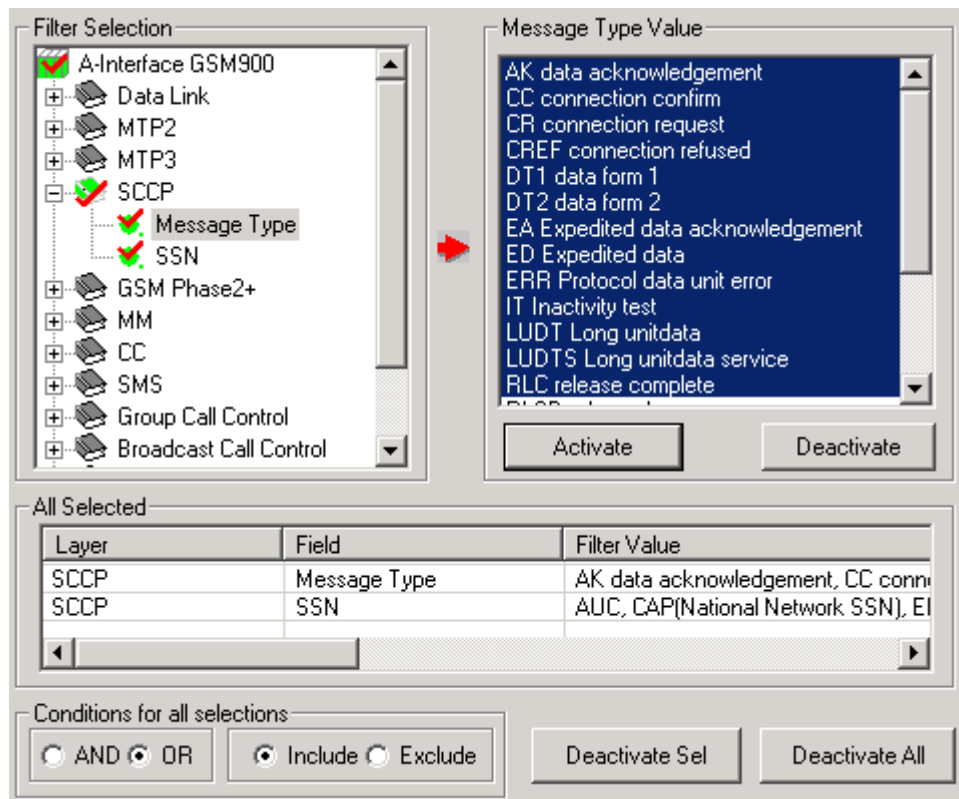 Filter Selection
A-Interface GSM900
Data Link
MTP2
MTP3
SCCP
Message Type
SSN
GSM Phase2+
MM
CC
SMS
Group Call Control
Broadcast Call Control
Message Type Value
AK data acknowledgement
CC connection confirm
CR connection request
CREF connection refused
DT1 data form 1
DT2 data form 2
EA Expedited data acknowledgement
ED Expedited data
ERR Protocol data unit error
IT Inactivity test
LUDT Long unitdata
LUDTS Long unitdata service
RLC release complete
Activate Deactivate
All Selected
Layer Field Filter Value
SCCP Message Type AK data acknowledgement, CC conn
SCCP SSN AUC, CAP(National Network SSN), EI
Conditions for all selections
AND OR Include Exclude Deactivate Sel Deactivate All